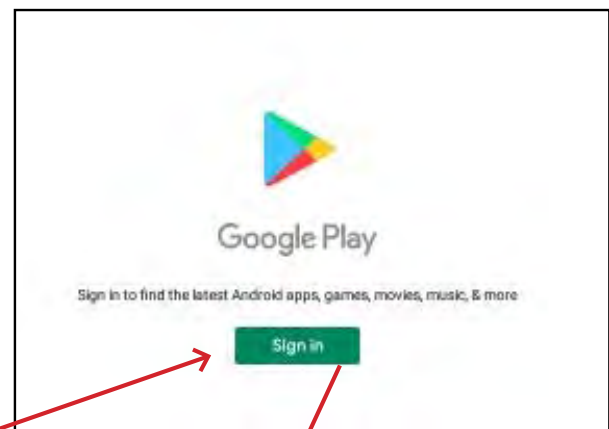 Google Play
Sign in to find the latest Android apps, games, movies, music, & more
Sign in